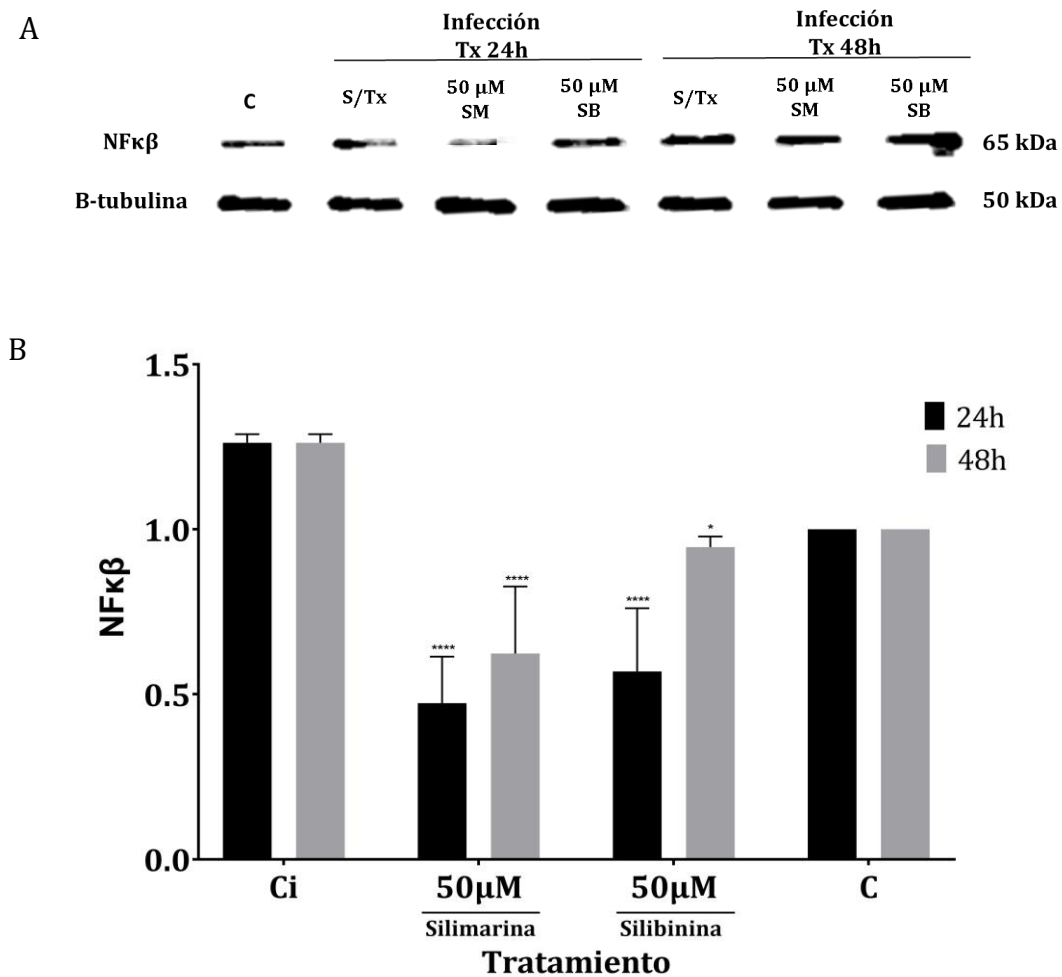 A
Infección
Tx 24h
Infección
Tx 48h
C
S/Tx
50 µM
SM
50 µM
SB
S/Tx
50 µM
SM
50 µM
SB
NFκβ
65 kDa
B-tubulina
50 kDa
B
1.5
1.0
0.5
0.0
NFκβ
24h
48h
****
****
****
*
Ci
50µM
50µM
C
Silimarina
Silibinina
Tratamiento